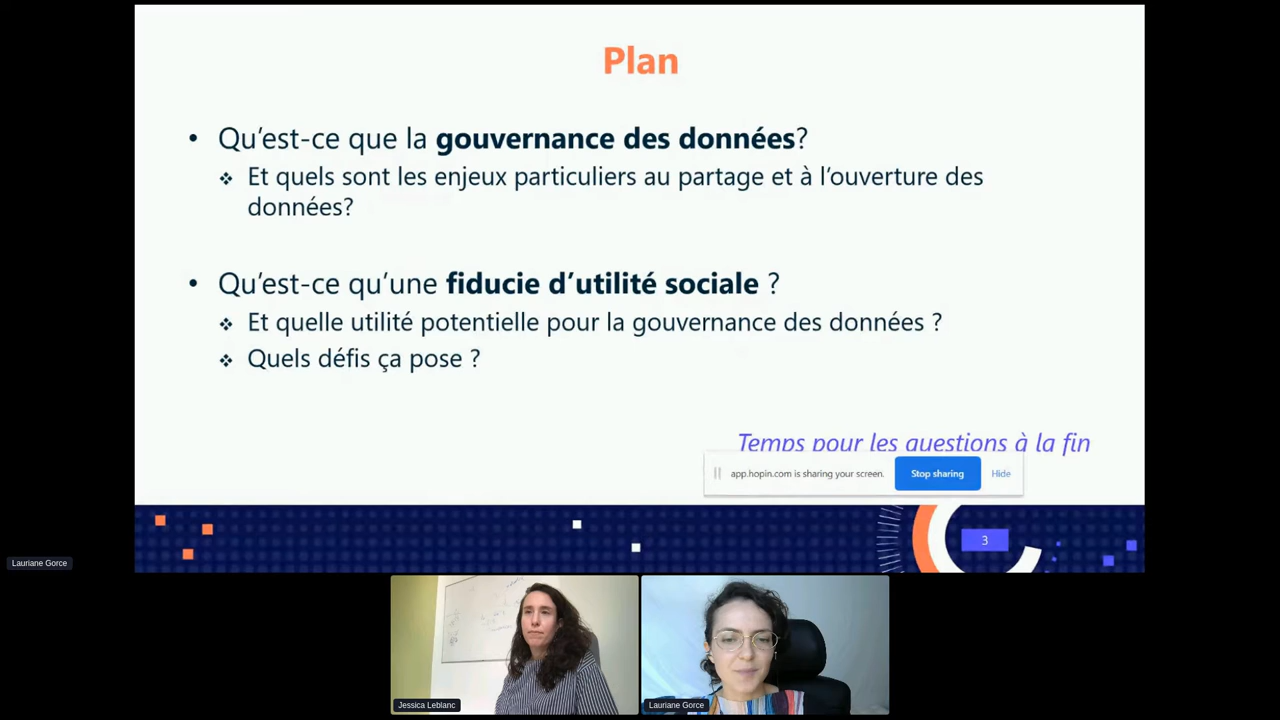 Plan
• Qu’est-ce que la gouvernance des données?
❖ Et quels sont les enjeux particuliers au partage et à l’ouverture des
données?
• Qu’est-ce qu’une fiducie d’utilité sociale ?
❖ Et quelle utilité potentielle pour la gouvernance des données ?
❖ Quels défis ça pose ?
Temps pour les questions à la fin
app.hopin.com is sharing your screen.
Stop sharing
Hide
3
Lauriane Gorce
Jessica Leblanc
Lauriane Gorce